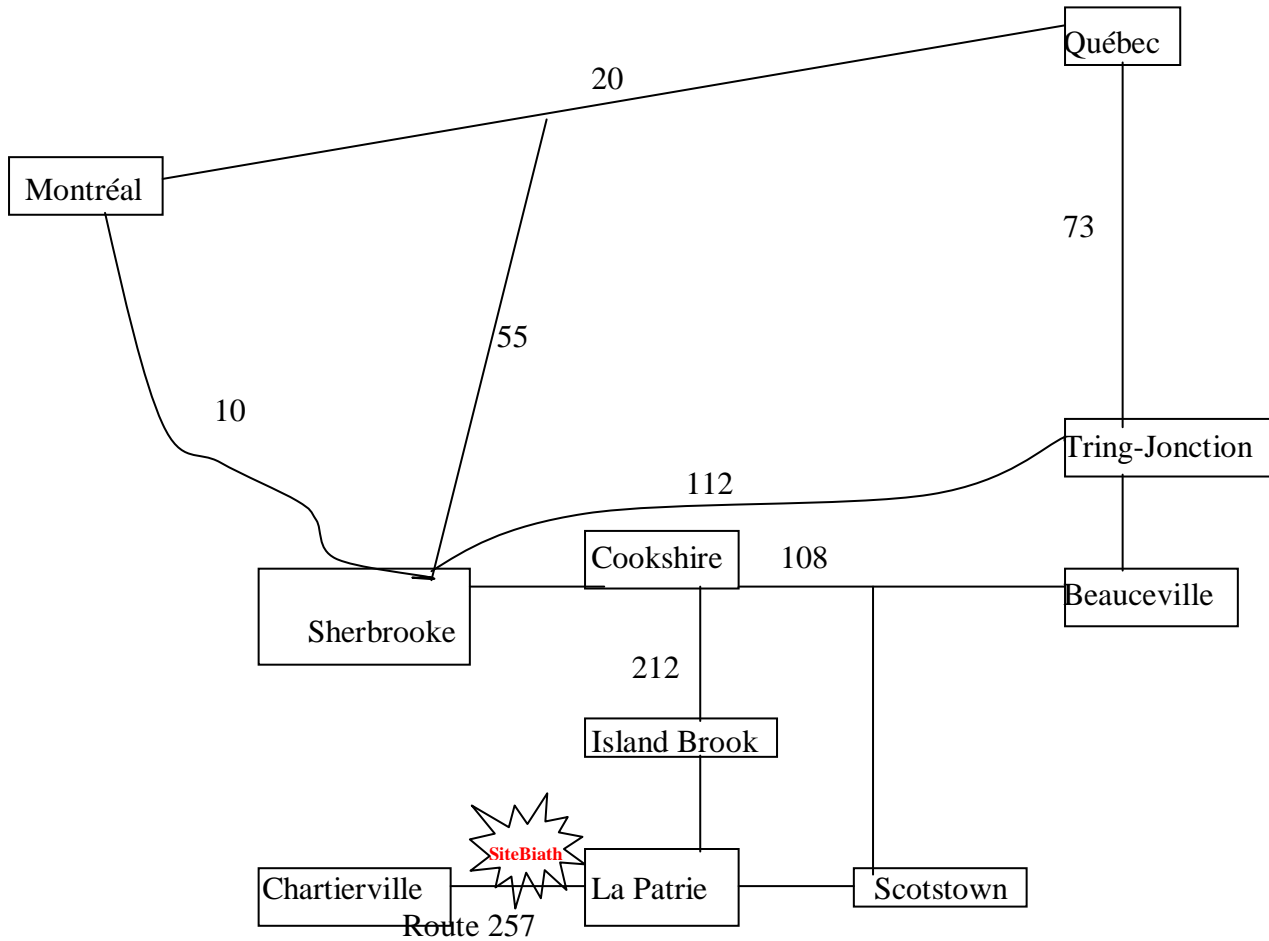 Québec
20
Montréal
73
55
10
Tring-Jonction
112
Cookshire
108
Beauceville
Sherbrooke
212
Island Brook
SiteBiath
Chartierville
La Patrie
Scotstown
Route 257